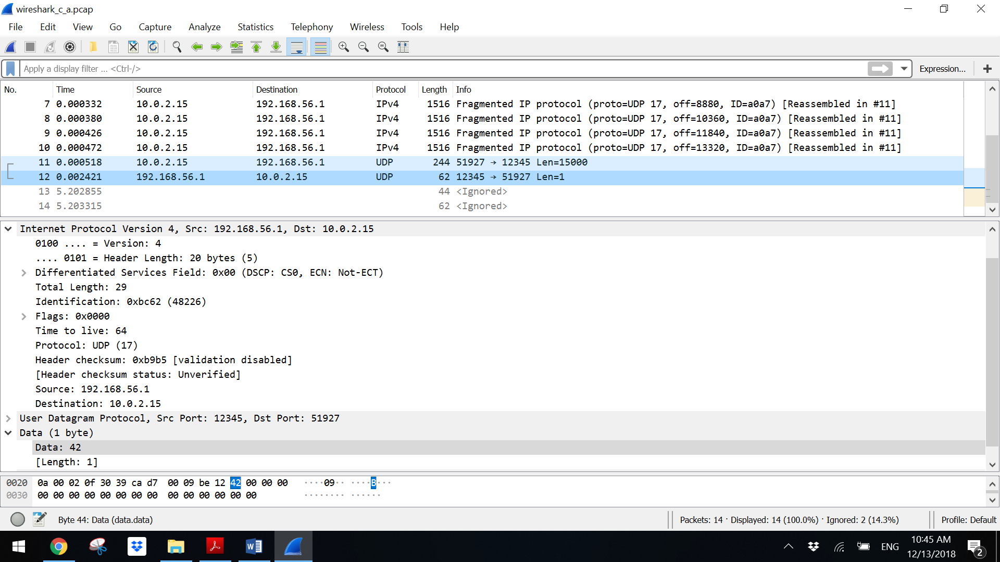 wireshark_c_a.pcap
File Edit View Go Capture Analyze Statistics Telephony Wireless Tools Help
Apply a display filter ... <Ctrl-/> Expression... +
No. Time Source Destination Protocol Length Info
7 0.000332 10.0.2.15 192.168.56.1 IPv4 1516 Fragmented IP protocol (proto=UDP 17, off=8880, ID=a0a7) [Reassembled in #11]
8 0.000380 10.0.2.15 192.168.56.1 IPv4 1516 Fragmented IP protocol (proto=UDP 17, off=10360, ID=a0a7) [Reassembled in #11]
9 0.000426 10.0.2.15 192.168.56.1 IPv4 1516 Fragmented IP protocol (proto=UDP 17, off=11840, ID=a0a7) [Reassembled in #11]
10 0.000472 10.0.2.15 192.168.56.1 IPv4 1516 Fragmented IP protocol (proto=UDP 17, off=13320, ID=a0a7) [Reassembled in #11]
11 0.000518 10.0.2.15 192.168.56.1 UDP 244 51927 → 12345 Len=15000
12 0.002421 192.168.56.1 10.0.2.15 UDP 62 12345 → 51927 Len=1
13 5.202855 44 <Ignored>
14 5.203315 62 <Ignored>
Internet Protocol Version 4, Src: 192.168.56.1, Dst: 10.0.2.15
0100 .... = Version: 4
.... 0101 = Header Length: 20 bytes (5)
Differentiated Services Field: 0x00 (DSCP: CS0, ECN: Not-ECT)
Total Length: 29
Identification: 0xbc62 (48226)
Flags: 0x0000
Time to live: 64
Protocol: UDP (17)
Header checksum: 0xb9b5 [validation disabled]
[Header checksum status: Unverified]
Source: 192.168.56.1
Destination: 10.0.2.15
User Datagram Protocol, Src Port: 12345, Dst Port: 51927
Data (1 byte)
Data: 42
[Length: 1]
0020 0a 00 02 0f 30 39 ca d7 00 09 be 12 42 00 00 00 ····09·· ····B···
0030 00 00 00 00 00 00 00 00 00 00 00 00 00 00 ········ ······
Byte 44: Data (data.data) Packets: 14 · Displayed: 14 (100.0%) · Ignored: 2 (14.3%) Profile: Default
ENG 10:45 AM 2
12/13/2018